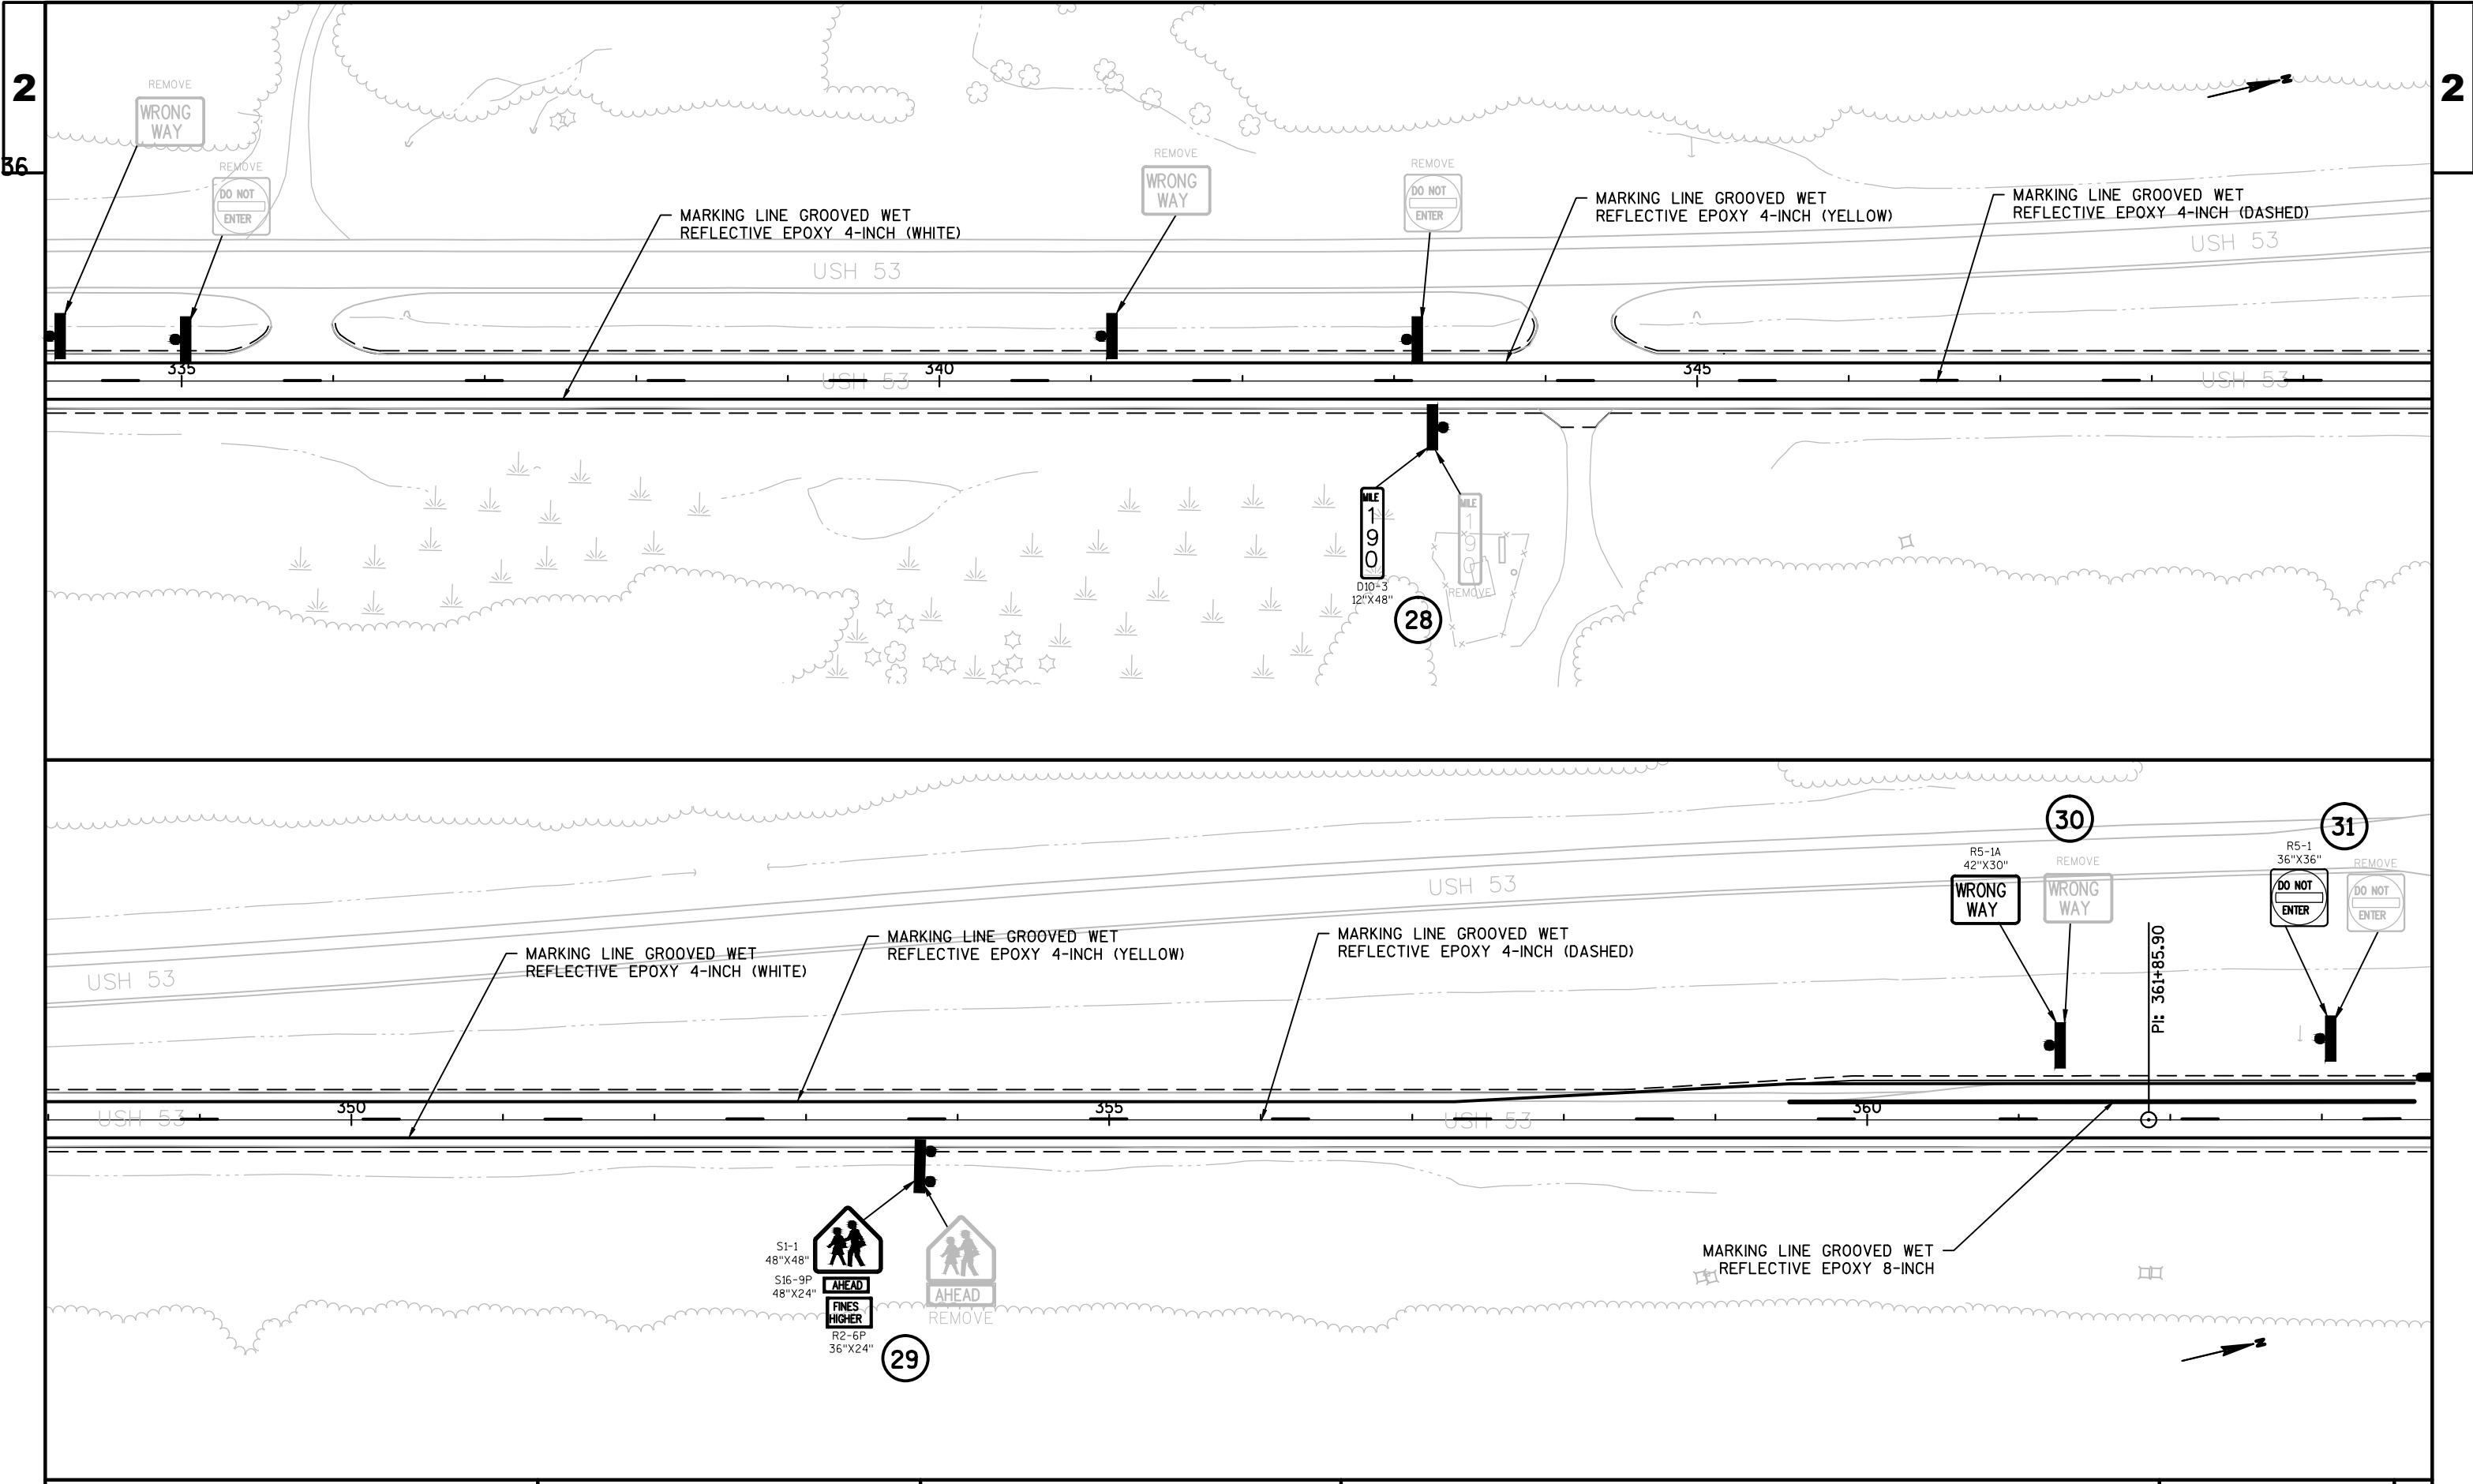 2
2
36
REMOVE
WRONG
WAY
REMOVE
DO NOT
ENTER
MARKING LINE GROOVED WET
REFLECTIVE EPOXY 4-INCH (WHITE)
USH 53
REMOVE
WRONG
WAY
REMOVE
DO NOT
ENTER
MARKING LINE GROOVED WET
REFLECTIVE EPOXY 4-INCH (YELLOW)
MARKING LINE GROOVED WET
REFLECTIVE EPOXY 4-INCH (DASHED)
USH 53
N
335
340
345
USH 53
USH 53
MILE
1
9
0
D10-3
12"X48"
MILE
1
9
0
REMOVE
28
30
31
R5-1A
42"X30"
WRONG
WAY
REMOVE
WRONG
WAY
R5-1
36"X36"
DO NOT
ENTER
REMOVE
DO NOT
ENTER
PI: 361+85.90
USH 53
USH 53
MARKING LINE GROOVED WET
REFLECTIVE EPOXY 4-INCH (WHITE)
MARKING LINE GROOVED WET
REFLECTIVE EPOXY 4-INCH (YELLOW)
MARKING LINE GROOVED WET
REFLECTIVE EPOXY 4-INCH (DASHED)
350
355
360
USH 53
USH 53
S1-1
48"X48"
S16-9P
48"X24"
AHEAD
FINES
HIGHER
R2-6P
36"X24"
AHEAD
REMOVE
29
MARKING LINE GROOVED WET
REFLECTIVE EPOXY 8-INCH
N